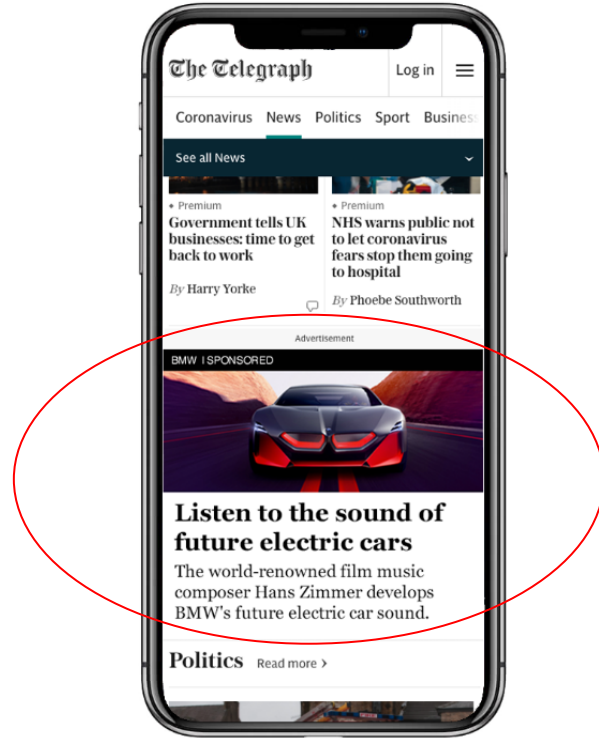 The Telegraph
Log in
Coronavirus News Politics Sport Business
See all News
Premium
Government tells UK
businesses: time to get
back to work
By Harry Yorke
Premium
NHS warns public not
to let coronavirus
fears stop them going
to hospital
By Phoebe Southworth
Advertisement
BMW I SPONSORED
Listen to the sound of
future electric cars
The world-renowned film music
composer Hans Zimmer develops
BMW's future electric car sound.
Politics Read more >